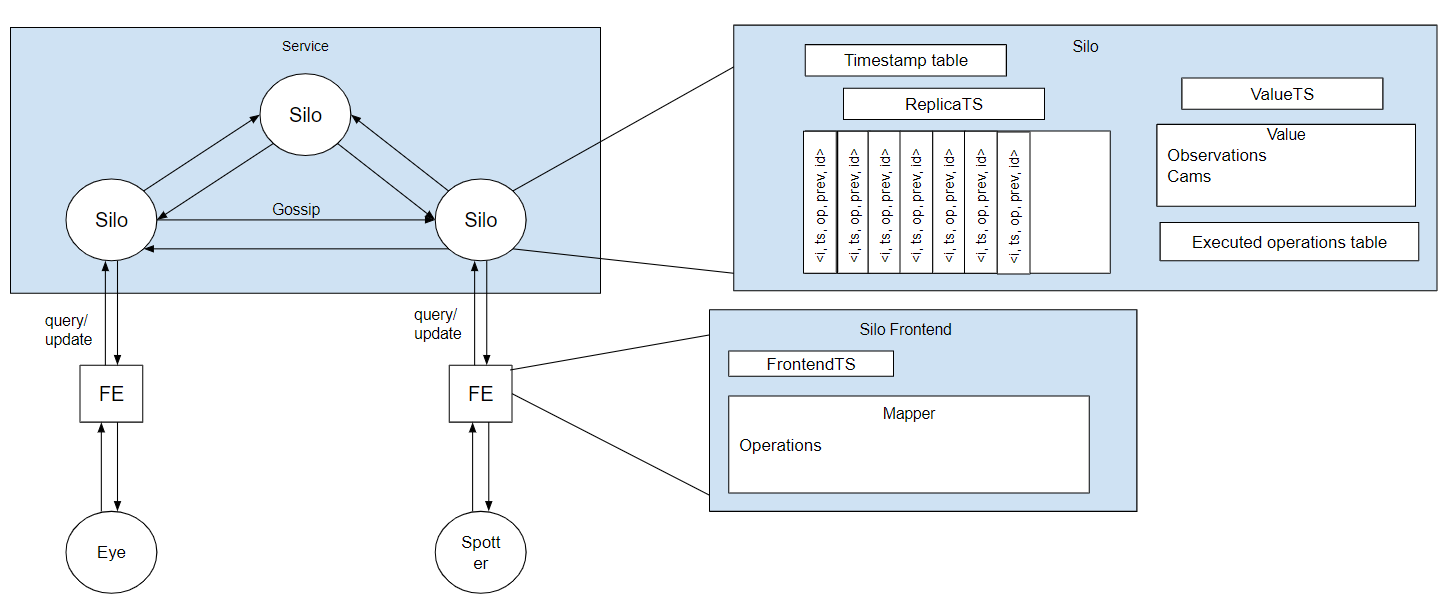 Service
Silo
Silo
Gossip
Silo
query/
update
query/
update
FE
FE
Eye
Spott
er
Silo
Timestamp table
ReplicaTS
ValueTS
Value
Observations
Cams
<i, ts, op, prev, id>
<i, ts, op, prev, id>
<i, ts, op, prev, id>
<i, ts, op, prev, id>
<i, ts, op, prev, id>
<i, ts, op, prev, id>
<i, ts, op, prev, id>
Executed operations table
Silo Frontend
FrontendTS
Mapper
Operations